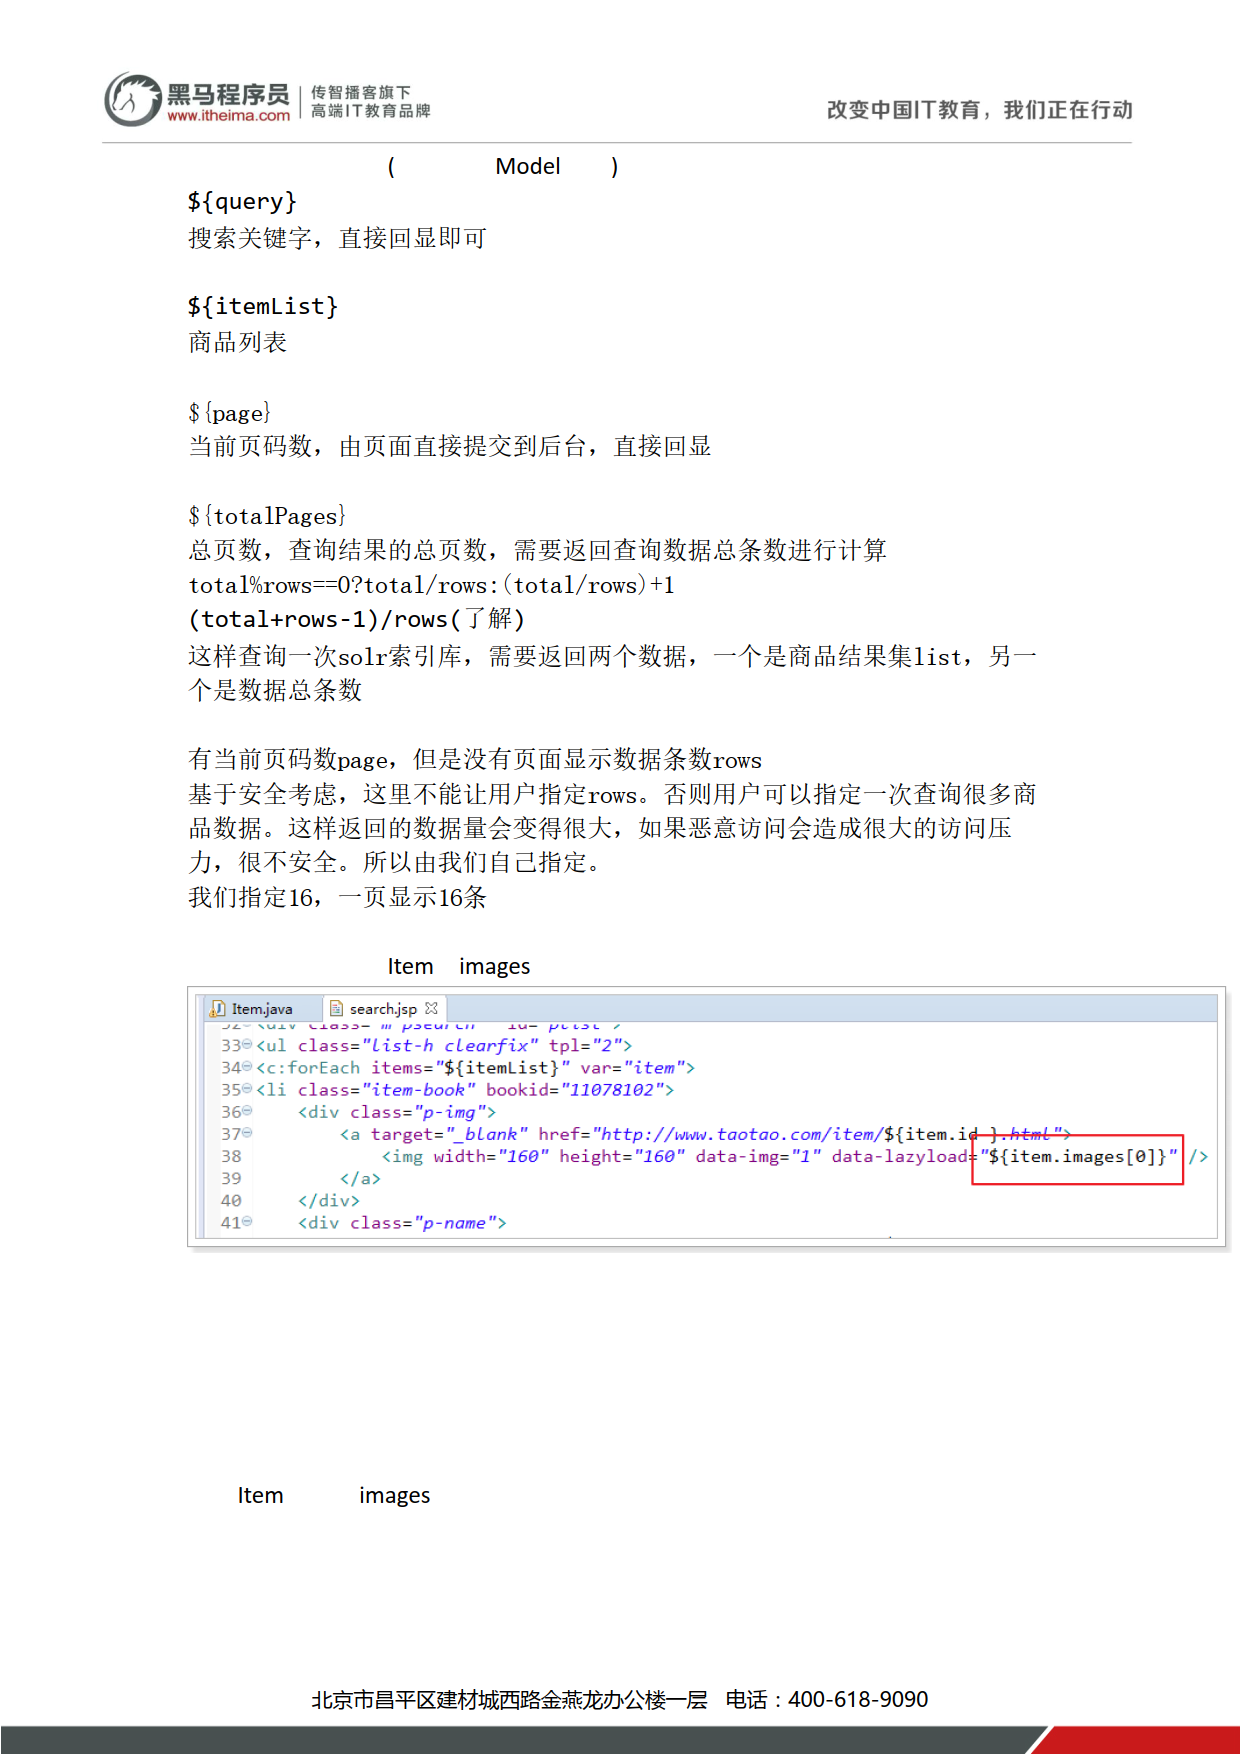 黑马程序员 传智播客旗下
www.itheima.com 高端IT教育品牌
改变中国IT教育，我们正在行动
( Model )
${query}
搜索关键字，直接回显即可
${itemList}
商品列表
${page}
当前页码数，由页面直接提交到后台，直接回显
${totalPages}
总页数，查询结果的总页数，需要返回查询数据总条数进行计算
total%rows==0?total/rows:(total/rows)+1
(total+rows-1)/rows(了解)
这样查询一次solr索引库，需要返回两个数据，一个是商品结果集list，另一
个是数据总条数
有当前页码数page，但是没有页面显示数据条数rows
基于安全考虑，这里不能让用户指定rows。否则用户可以指定一次查询很多商
品数据。这样返回的数据量会变得很大，如果恶意访问会造成很大的访问压
力，很不安全。所以由我们自己指定。
我们指定16，一页显示16条
Item images
Item.java search.jsp
32 <div class="m psearch " id="plist">
33 <ul class="list-h clearfix" tpl="2">
34 <c:forEach items="${itemList}" var="item">
35 <li class="item-book" bookid="11078102">
36 <div class="p-img">
37 <a target="_blank" href="http://www.taotao.com/item/${item.id }.html">
38 <img width="160" height="160" data-img="1" data-lazyload="${item.images[0]}" />
39 </a>
40 </div>
41 <div class="p-name">
Item images
北京市昌平区建材城西路金燕龙办公楼一层 电话：400-618-9090